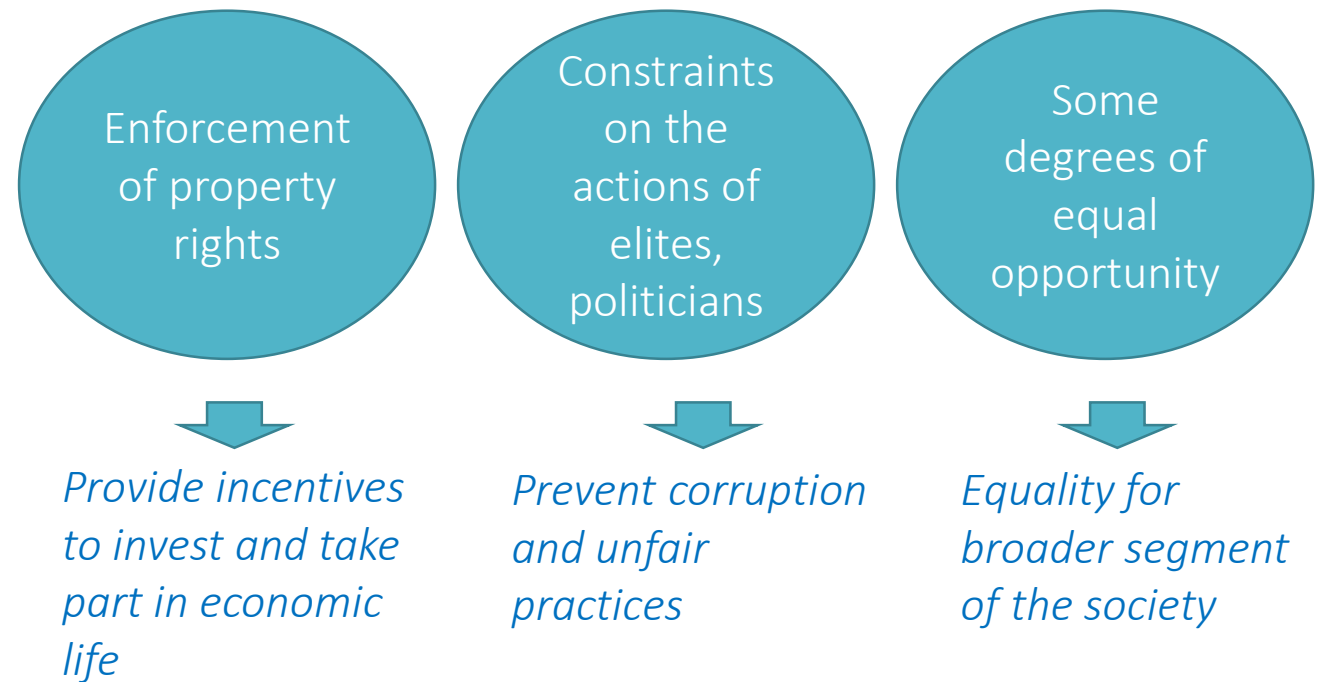 Enforcement
of property
rights
Constraints
on the
actions of
elites,
politicians
Some
degrees of
equal
opportunity
Provide incentives
to invest and take
part in economic
life
Prevent corruption
and unfair
practices
Equality for
broader segment
of the society